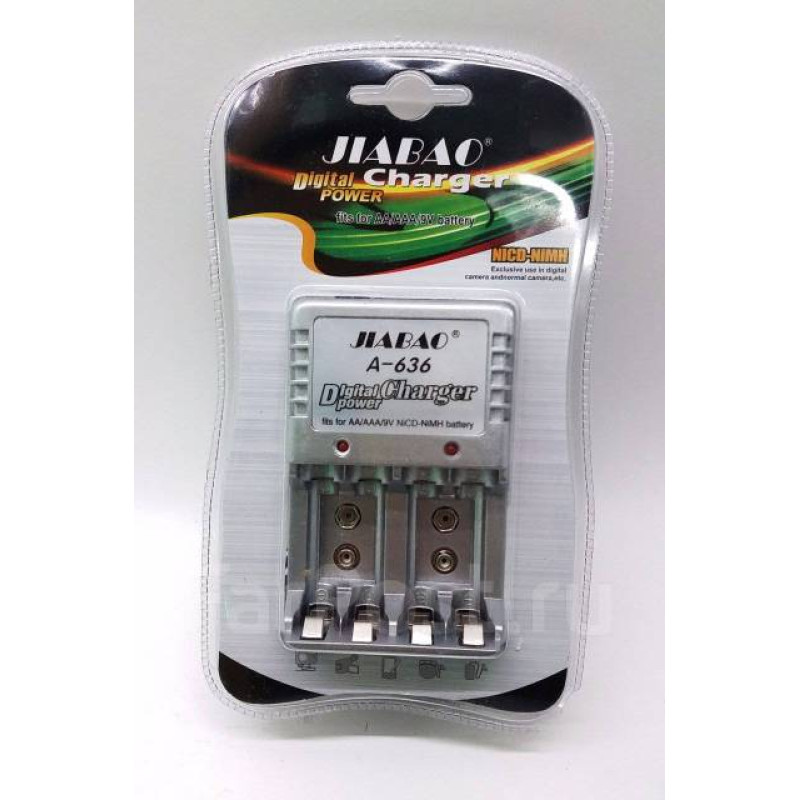 JIABAO®
Digital Charger
POWER
fits for AA/AAA/9V battery
NICD-NIMH
Exclusive use in digital
camera andnormal camera,etc.
JIABAO®
A-636
Digital Charger
power
fits for AA/AAA/9V NiCD-NiMH battery